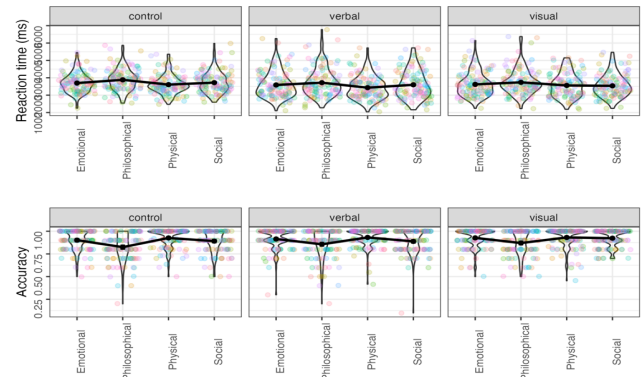 control verbal visual
Reaction time (ms)
Emotional Philosophical Physical Social Emotional Philosophical Physical Social Emotional Philosophical Physical Social
control verbal visual
Accuracy
0.25 0.50 0.75 1.00
Emotional Philosophical Physical Social Emotional Philosophical Physical Social Emotional Philosophical Physical Social